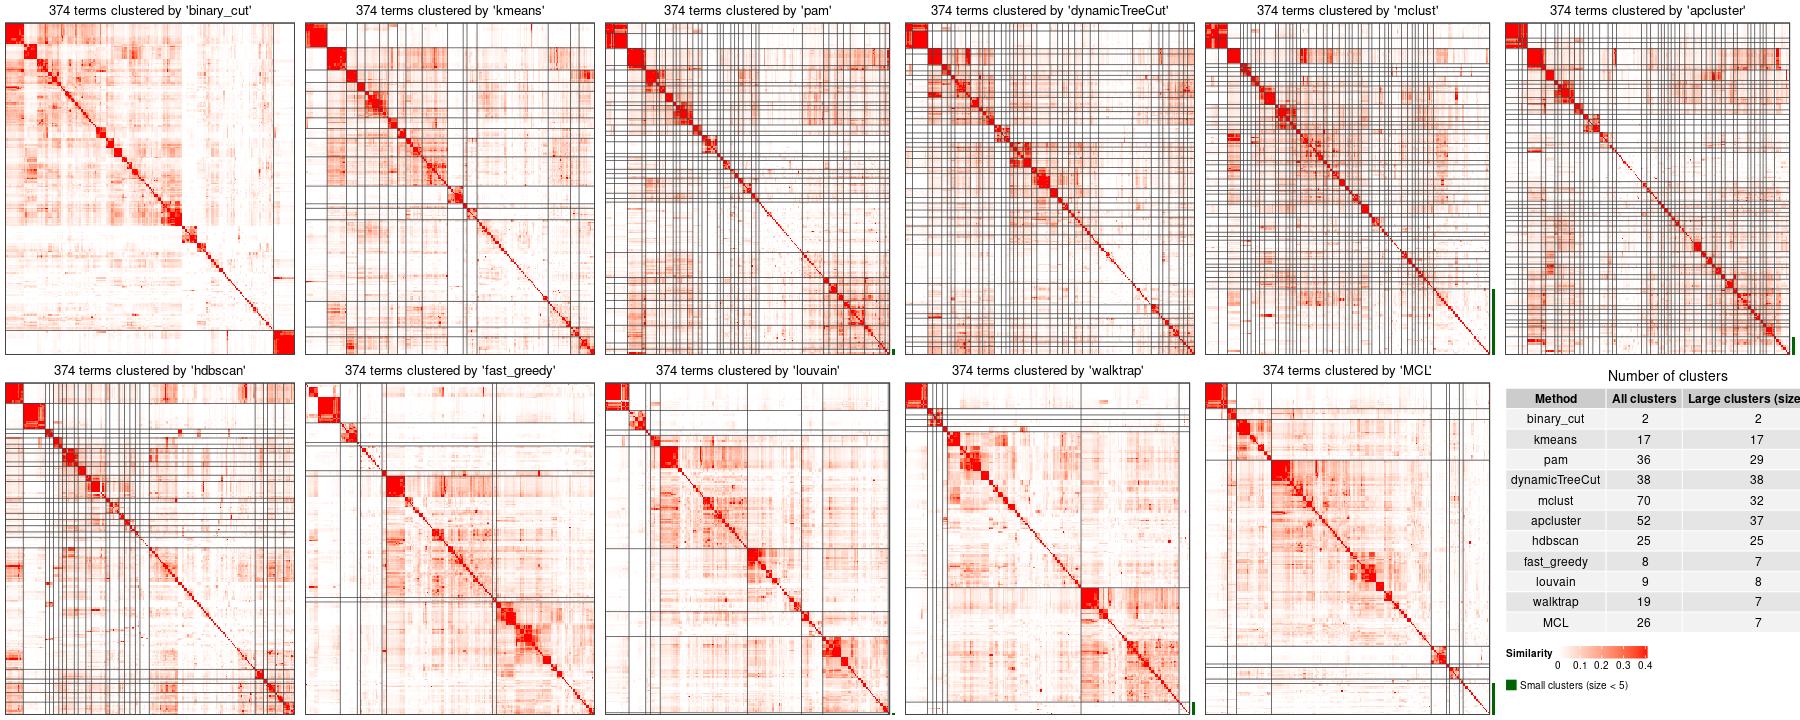 374 terms clustered by 'binary_cut'
374 terms clustered by 'kmeans'
374 terms clustered by 'pam'
374 terms clustered by 'dynamicTreeCut'
374 terms clustered by 'mclust'
374 terms clustered by 'apcluster'
374 terms clustered by 'hdbscan'
374 terms clustered by 'fast_greedy'
374 terms clustered by 'louvain'
374 terms clustered by 'walktrap'
374 terms clustered by 'MCL'
Number of clusters
Method All clusters Large clusters (size
binary_cut 2 2
kmeans 17 17
pam 36 29
dynamicTreeCut 38 38
mclust 70 32
apcluster 52 37
hdbscan 25 25
fast_greedy 8 7
louvain 9 8
walktrap 19 7
MCL 26 7
Similarity
0 0.1 0.2 0.3 0.4
Small clusters (size < 5)